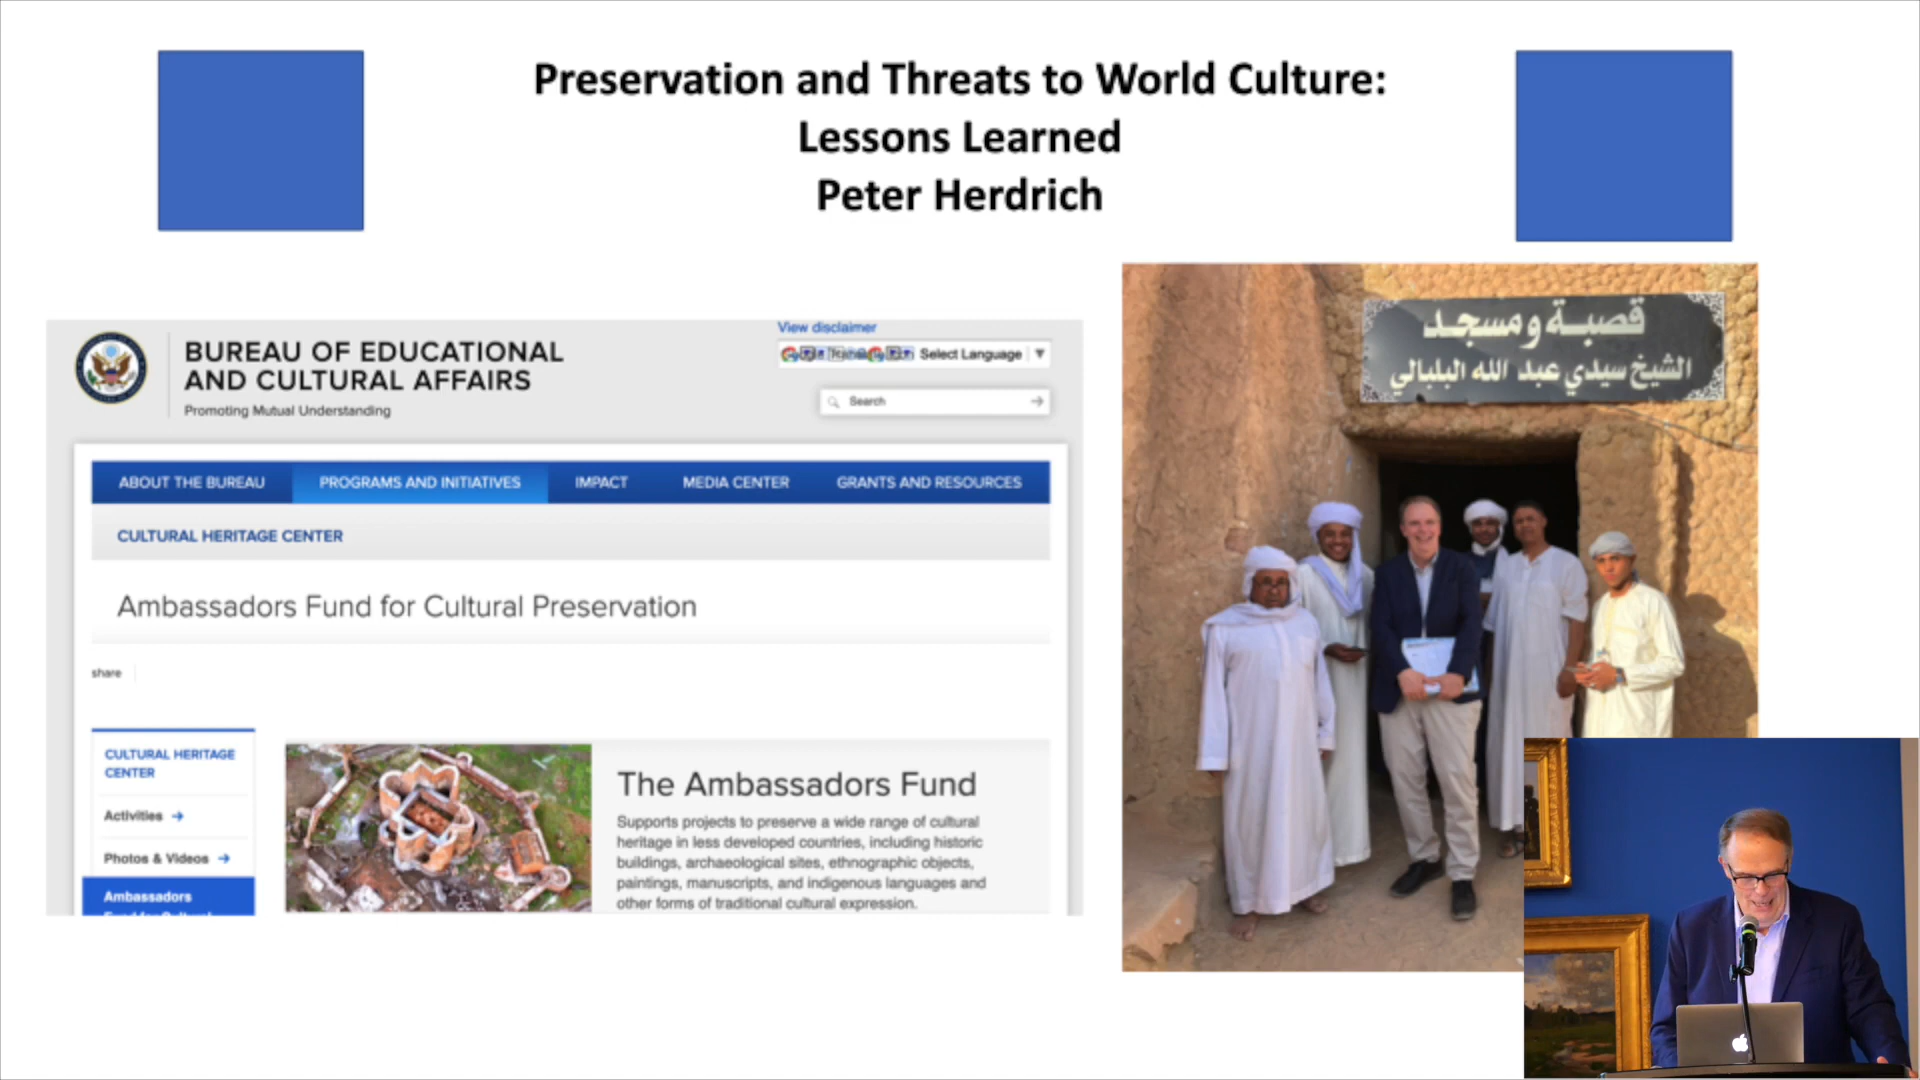 Preservation and Threats to World Culture:
Lessons Learned
Peter Herdrich
View disclaimer
BUREAU OF EDUCATIONAL
AND CULTURAL AFFAIRS
Promoting Mutual Understanding
Select Language
Search
ABOUT THE BUREAU PROGRAMS AND INITIATIVES IMPACT MEDIA CENTER GRANTS AND RESOURCES
CULTURAL HERITAGE CENTER
Ambassadors Fund for Cultural Preservation
share
CULTURAL HERITAGE
CENTER
Activities
Photos & Videos
Ambassadors
Fund for Cultural
The Ambassadors Fund
Supports projects to preserve a wide range of cultural
heritage in less developed countries, including historic
buildings, archaeological sites, ethnographic objects,
paintings, manuscripts, and indigenous languages and
other forms of traditional cultural expression.
قصبة ومسجد
الشيخ سيدي عبد الله البلبالي